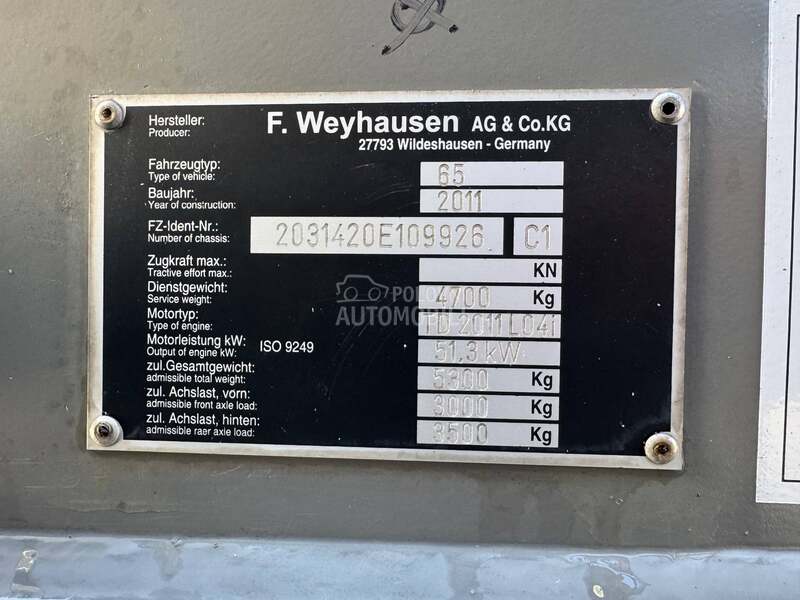 Hersteller: F. Weyhausen AG & Co.KG
Producer: 27793 Wildeshausen - Germany
Fahrzeugtyp: 65
Type of vehicle:
Baujahr: 2011
Year of construction:
FZ-Ident-Nr.: 2031420E109926 C1
Number of chassis:
Zugkraft max.: KN
Tractive effort max.:
Dienstgewicht: 4700 Kg
Service weight:
POLOVNI
AUTOMOBILI
Motortyp: TD 2011 L04i
Type of engine:
Motorleistung kW: ISO 9249 51,3 kW
Output of engine kW:
zul.Gesamtgewicht: 5300 Kg
admissible total weight:
zul. Achslast, vorn: 3000 Kg
admissible front axle load:
zul. Achslast, hinten: 3500 Kg
admissible raer axle load: